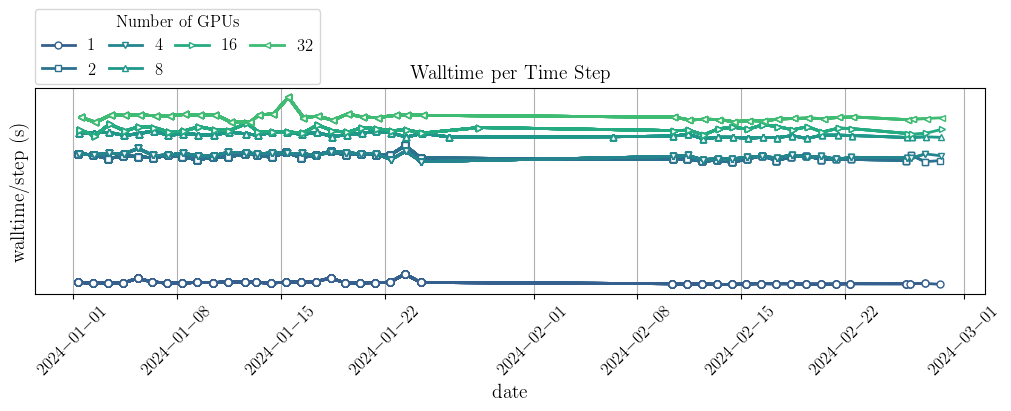 Number of GPUs
1 4 16 32
2 8
Walltime per Time Step
walltime/step (s)
2024−01−01 2024−01−08 2024−01−15 2024−01−22 2024−02−01 2024−02−08 2024−02−15 2024−02−22 2024−03−01
date